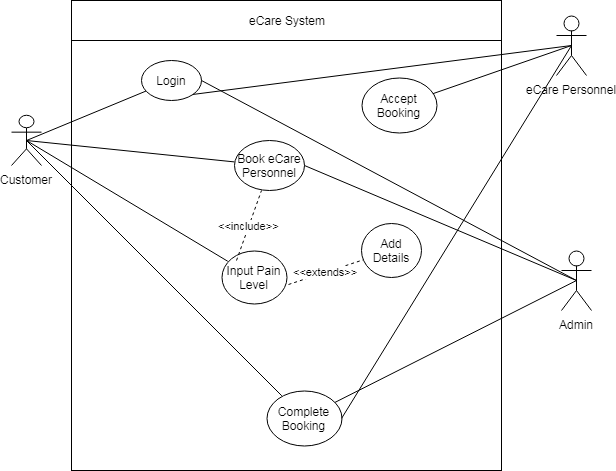 eCare System
Login
Accept
Booking
eCare Personnel
Customer
Book eCare
Personnel
<<include>>
Add
Details
Input Pain
Level
<<extends>>
Admin
Complete
Booking